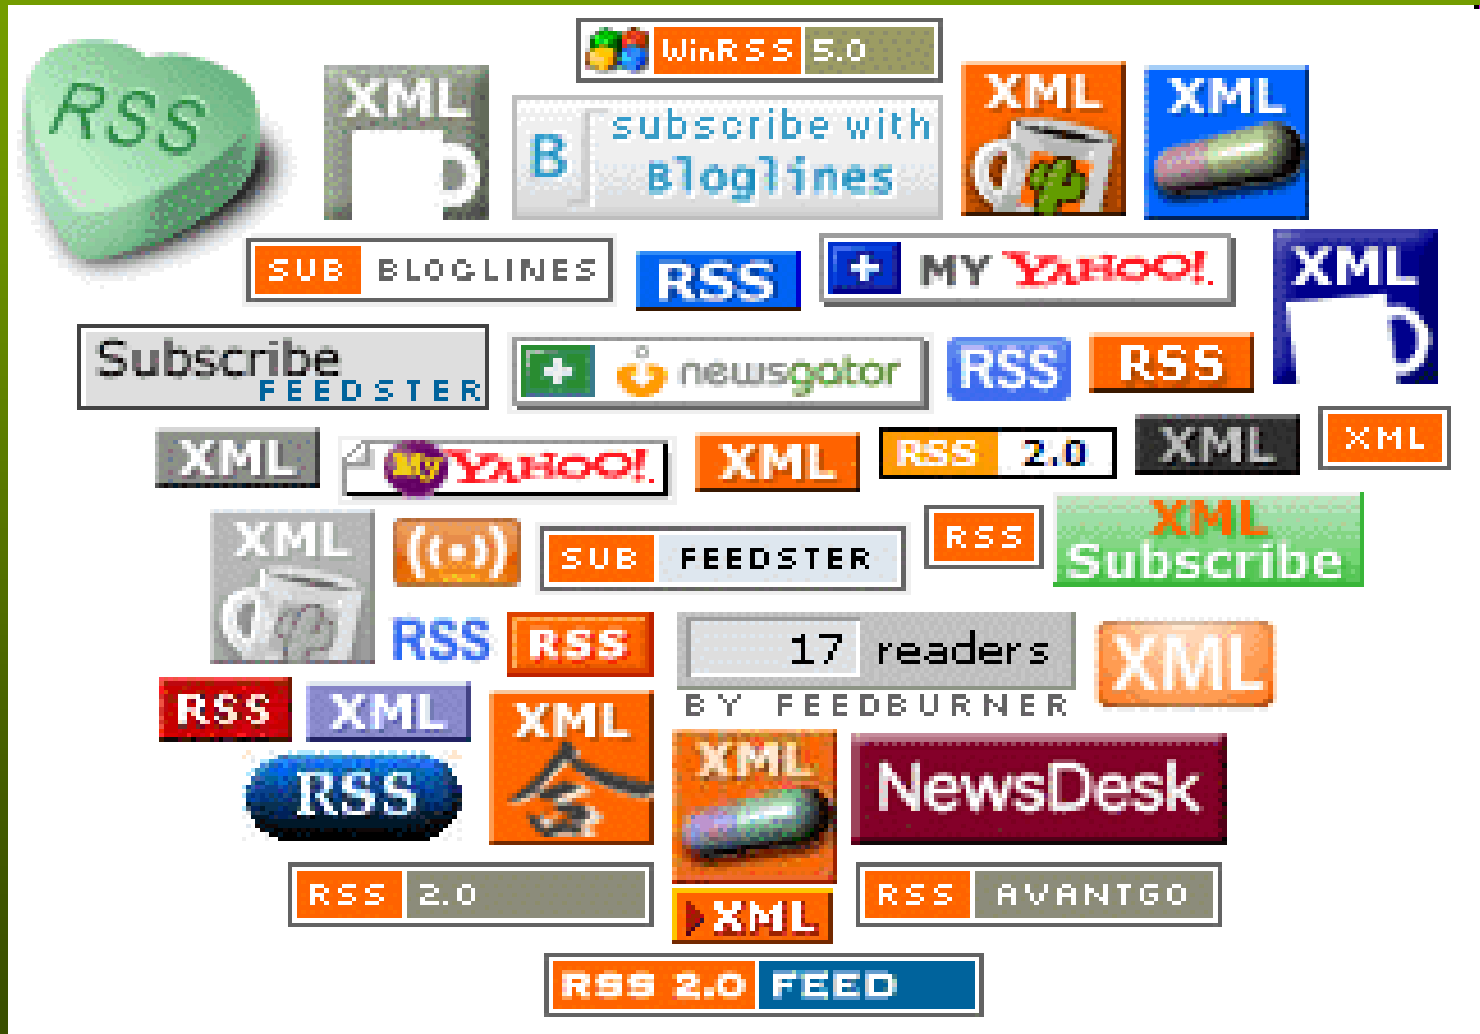 RSS
XML
WinRSS 5.0
B subscribe with
Bloglines
XML
XML
SUB BLOGLINES
RSS
+ MY YAHOO!
XML
Subscribe
FEEDSTER
+ newsgator
RSS
RSS
XML
My YAHOO!
XML
RSS 2.0
XML
XML
XML
SUB FEEDSTER
RSS
XML
Subscribe
RSS
RSS
17 readers
BY FEEDBURNER
XML
RSS
XML
XML
合
RSS
XML
NewsDesk
RSS 2.0
XML
RSS AVANTGO
RSS 2.0 FEED